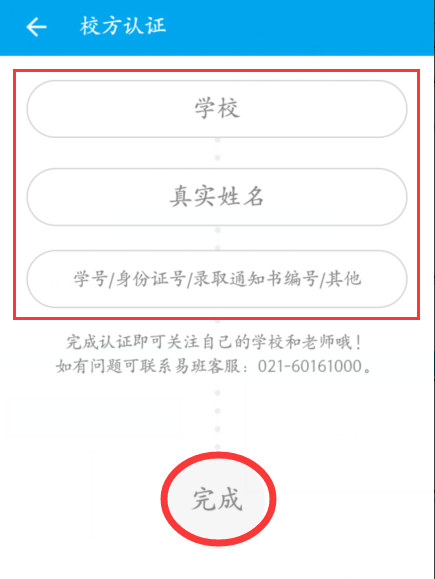 校方认证
学校
真实姓名
学号/身份证号/录取通知书编号/其他
完成认证即可关注自己的学校和老师哦！
如有问题可联系易班客服：021-60161000。
完成